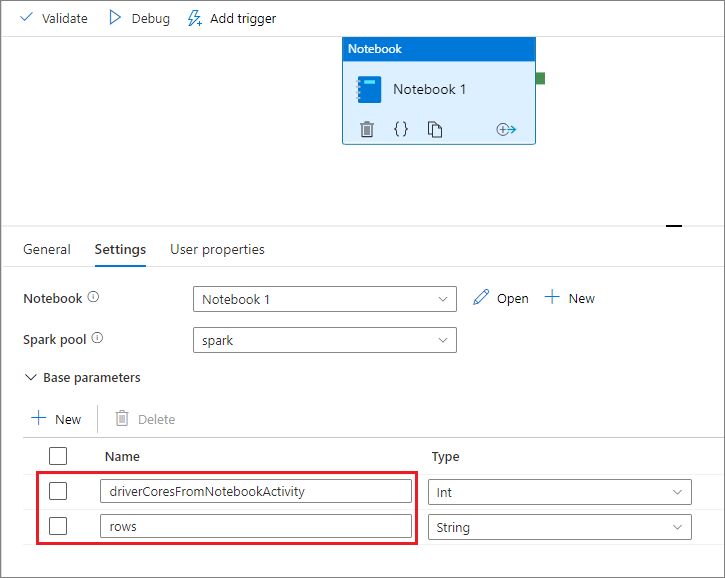 Validate Debug Add trigger
Notebook
Notebook 1
{}
General Settings User properties
Notebook Notebook 1 Open New
Spark pool spark
Base parameters
New Delete
Name Type
driverCoresFromNotebookActivity Int
rows String